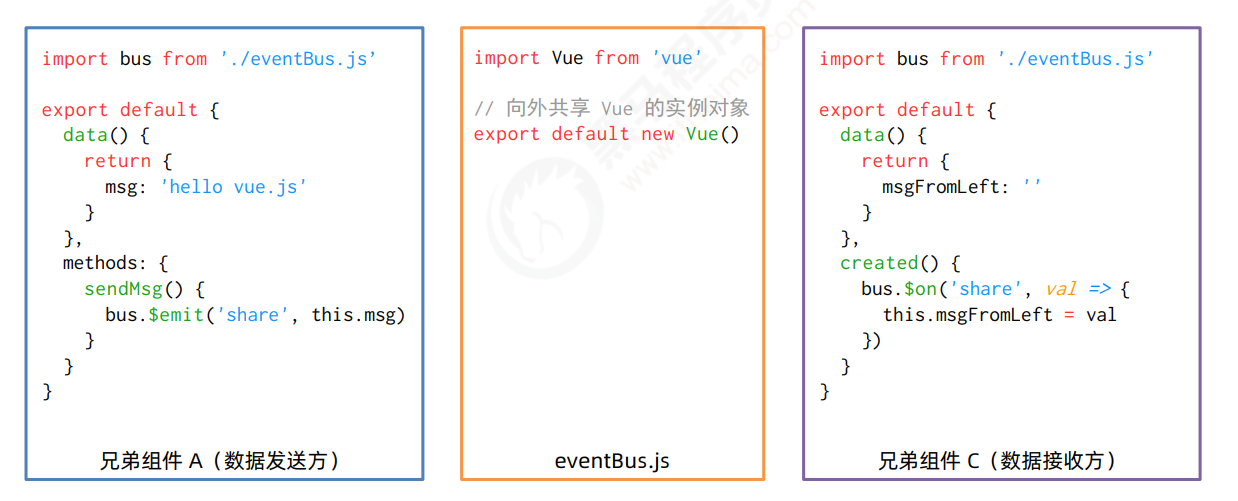 import bus from './eventBus.js’
export default {
data() {
return {
msg: 'hello vue.js'
}
},
methods: {
sendMsg() {
bus.$emit('share', this.msg)
}
}
}
兄弟组件 A（数据发送方）
import Vue from 'vue'
// 向外共享 Vue 的实例对象
export default new Vue()
eventBus.js
import bus from './eventBus.js’
export default {
data() {
return {
msgFromLeft: ''
}
},
created() {
bus.$on('share', val => {
this.msgFromLeft = val
})
}
}
兄弟组件 C（数据接收方）